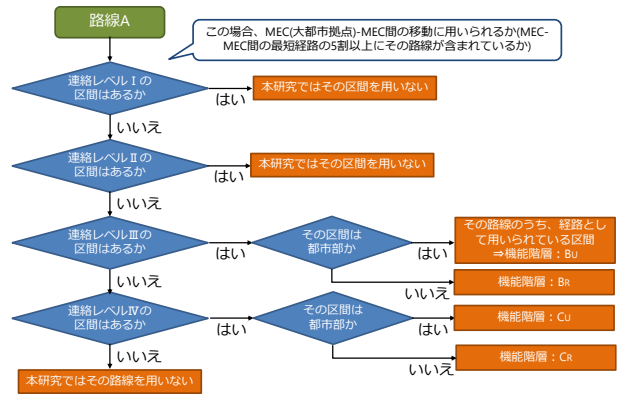 路線A
この場合、MEC(大都市拠点)-MEC間の移動に用いられるか(MEC-
MEC間の最短経路の5割以上にその路線が含まれているか)
連絡レベルⅠの
区間はあるか
はい
本研究ではその区間を用いない
いいえ
連絡レベルⅡの
区間はあるか
はい
本研究ではその区間を用いない
いいえ
連絡レベルⅢの
区間はあるか
はい
その区間は
都市部か
はい
その路線のうち、経路とし
て用いられている区間
⇒機能階層：BU
いいえ
機能階層：BR
いいえ
連絡レベルⅣの
区間はあるか
はい
その区間は
都市部か
はい
機能階層：CU
いいえ
機能階層：CR
いいえ
本研究ではその路線を用いない